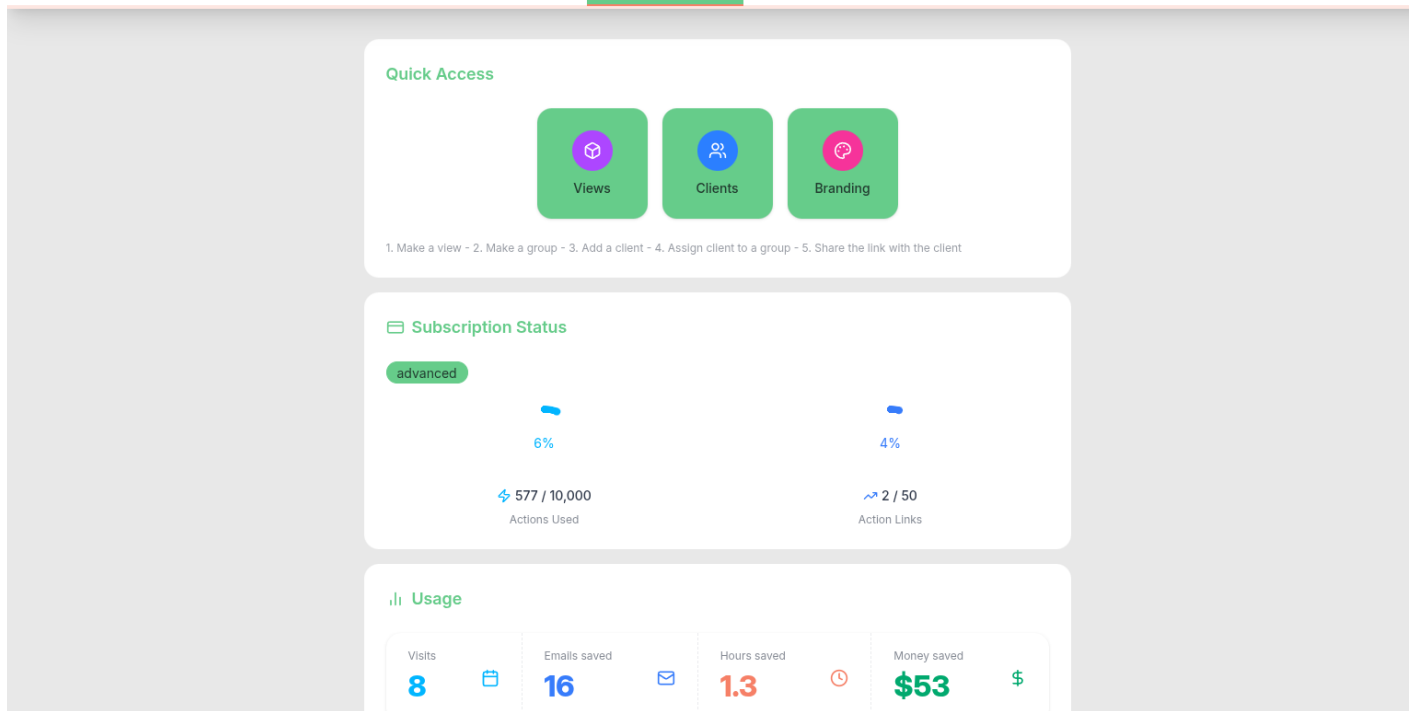 Quick Access
Views
Clients
Branding
1. Make a view - 2. Make a group - 3. Add a client - 4. Assign client to a group - 5. Share the link with the client
Subscription Status
advanced
6%
4%
577 / 10,000
2 / 50
Actions Used
Action Links
Usage
Visits
Emails saved
Hours saved
Money saved
8
16
1.3
$53